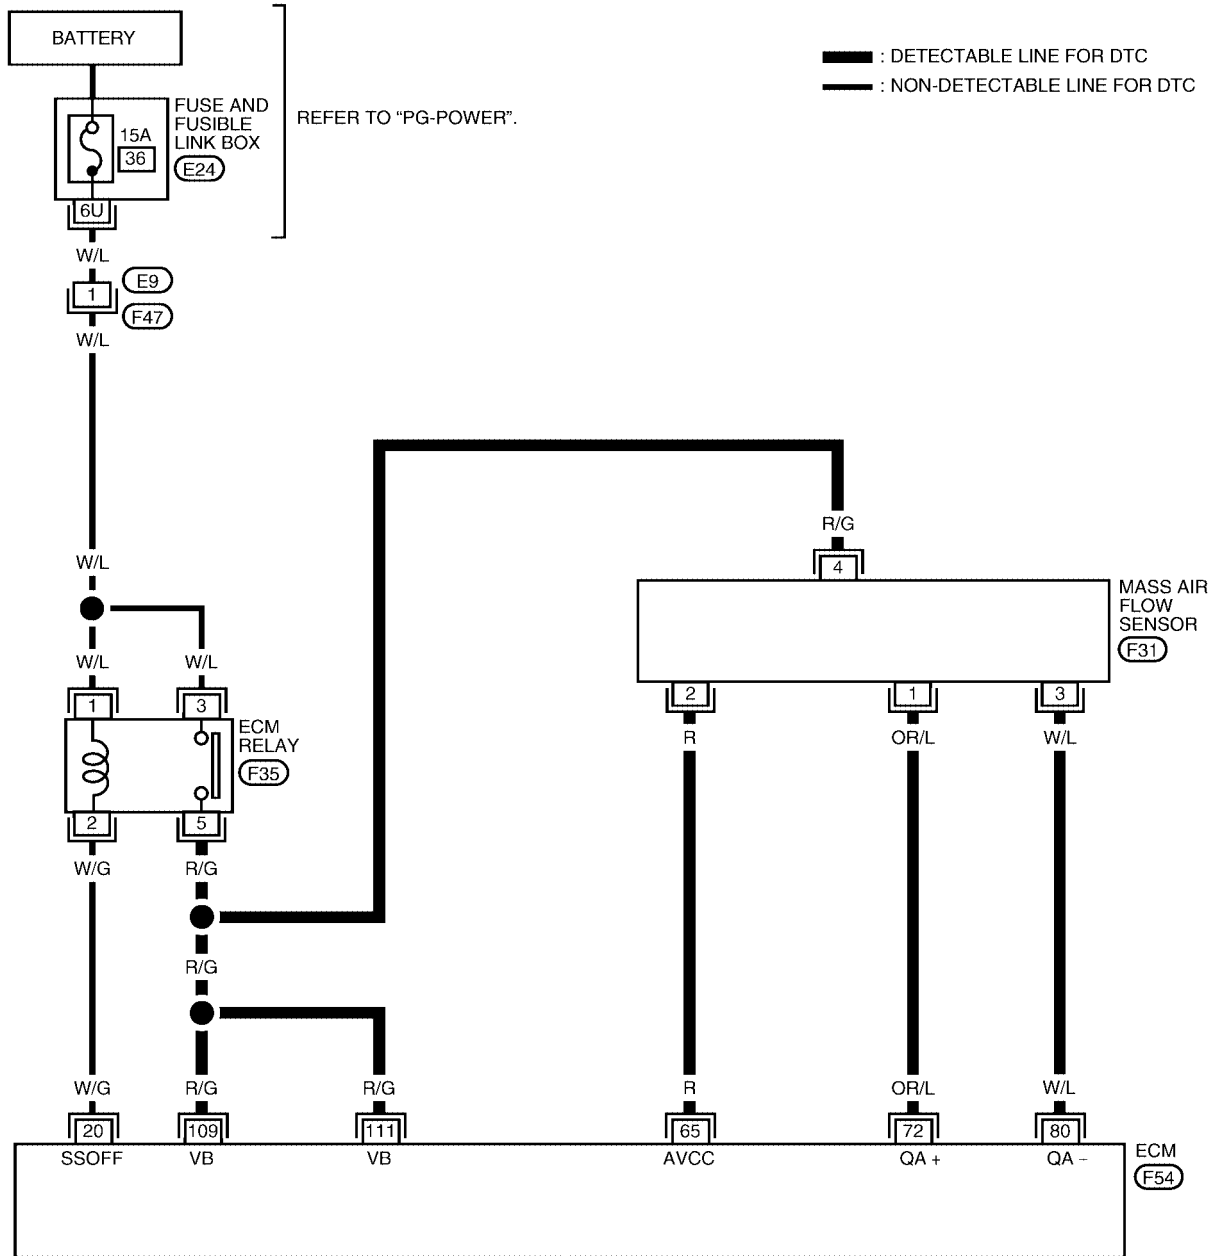 BATTERY
: DETECTABLE LINE FOR DTC
: NON-DETECTABLE LINE FOR DTC
FUSE AND
FUSIBLE
LINK BOX
E24
15A
36
REFER TO “PG-POWER”.
6U
W/L
E9
1
F47
W/L
R/G
4
W/L
MASS AIR
FLOW
SENSOR
F31
W/L
W/L
1
3
2
1
3
ECM
RELAY
F35
R
OR/L
W/L
2
5
W/G
R/G
R/G
W/G
R/G
R/G
R
OR/L
W/L
20
109
111
65
72
80
SSOFF
VB
VB
AVCC
QA +
QA -
ECM
F54